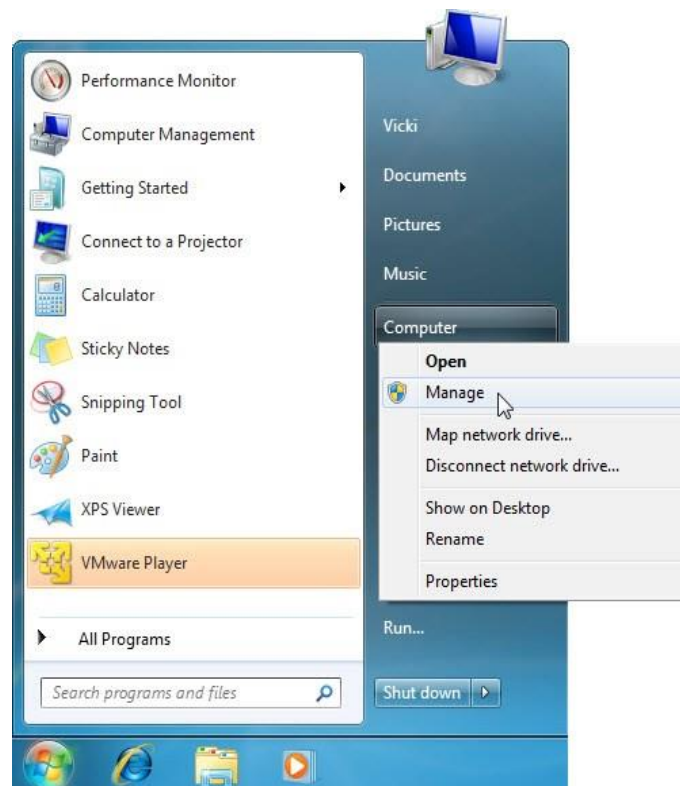 Performance Monitor
Computer Management
Getting Started
Connect to a Projector
Calculator
Sticky Notes
Snipping Tool
Paint
XPS Viewer
VMware Player
All Programs
Search programs and files
Vicki
Documents
Pictures
Music
Computer
Open
Manage
Map network drive...
Disconnect network drive...
Show on Desktop
Rename
Properties
Run...
Shut down